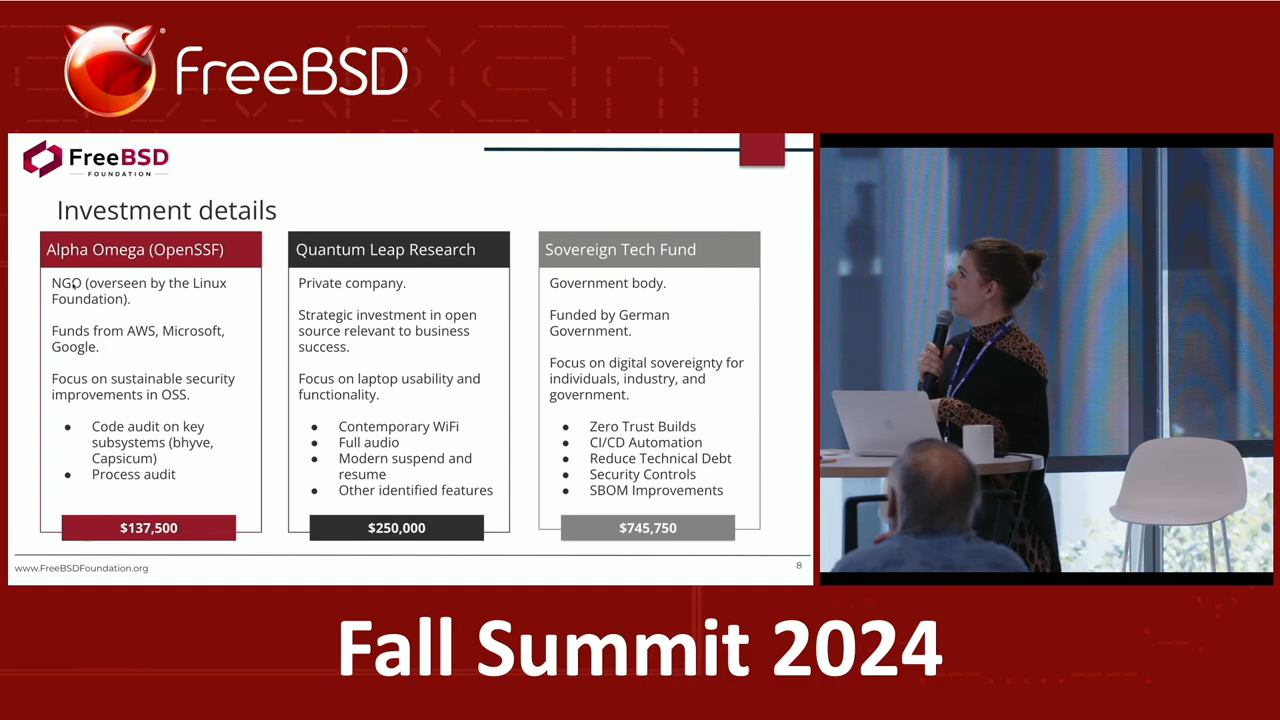 FreeBSD®
FreeBSD
FOUNDATION
Investment details
Alpha Omega (OpenSSF)
NGO (overseen by the Linux
Foundation).
Funds from AWS, Microsoft,
Google.
Focus on sustainable security
improvements in OSS.
● Code audit on key
subsystems (bhyve,
Capsicum)
● Process audit
$137,500
Quantum Leap Research
Private company.
Strategic investment in open
source relevant to business
success.
Focus on laptop usability and
functionality.
● Contemporary WiFi
● Full audio
● Modern suspend and
resume
● Other identified features
$250,000
Sovereign Tech Fund
Government body.
Funded by German
Government.
Focus on digital sovereignty for
individuals, industry, and
government.
● Zero Trust Builds
● CI/CD Automation
● Reduce Technical Debt
● Security Controls
● SBOM Improvements
$745,750
www.FreeBSDFoundation.org
8
Fall Summit 2024